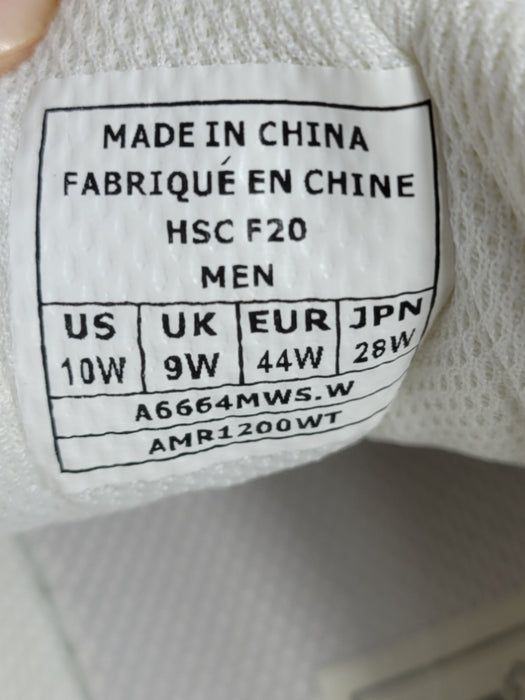 MADE IN CHINA
FABRIQUÉ EN CHINE
HSC F20
MEN
US UK EUR JPN
10W 9W 44W 28W
A6664MWS.W
AMR1200WT